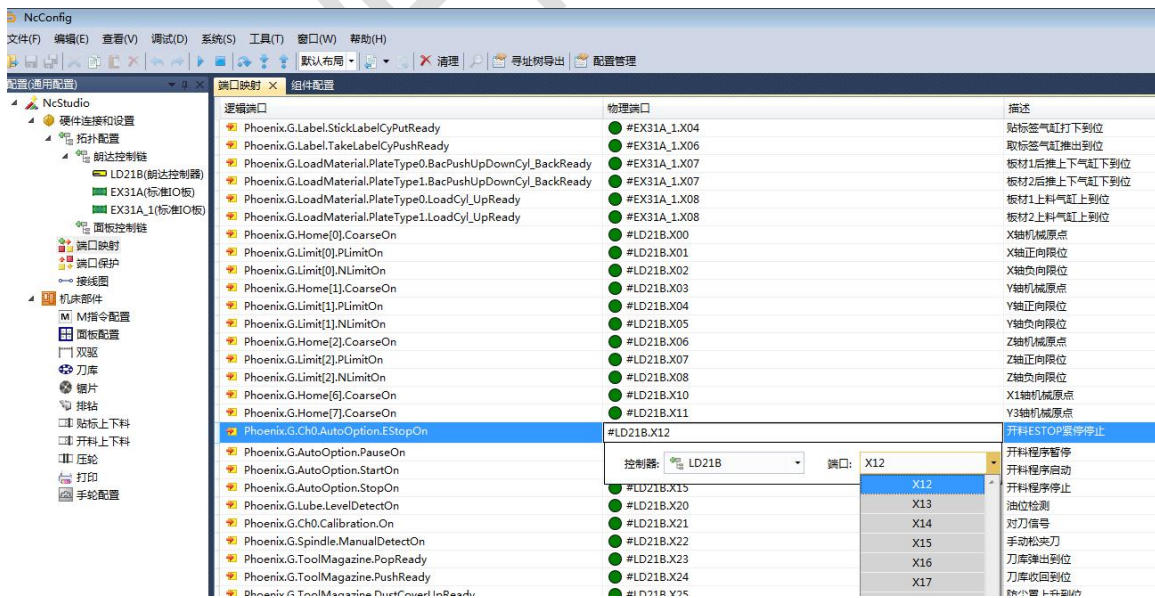 NcConfig
文件(F) 编辑(E) 查看(V) 调试(D) 系统(S) 工具(T) 窗口(W) 帮助(H)
默认布局 清理 寻址树导出 配置管理
配置(通用配置)
端口映射 × 组件配置
NcStudio
硬件连接和设置
拓扑配置
朗达控制链
LD21B(朗达控制器)
EX31A(标准IO板)
EX31A_1(标准IO板)
面板控制链
端口映射
端口保护
接线图
机床部件
M M指令配置
面板配置
双驱
刀库
锯片
排钻
贴标上下料
开料上下料
压轮
打印
手轮配置
逻辑端口 物理端口 描述
Phoenix.G.Label.StickLabelCyPutReady #EX31A_1.X04 贴标签气缸打下到位
Phoenix.G.Label.TakeLabelCyPushReady #EX31A_1.X06 取标签气缸推出到位
Phoenix.G.LoadMaterial.PlateType0.BacPushUpDownCyl_BackReady #EX31A_1.X07 板材1后推上下气缸下到位
Phoenix.G.LoadMaterial.PlateType1.BacPushUpDownCyl_BackReady #EX31A_1.X07 板材2后推上下气缸下到位
Phoenix.G.LoadMaterial.PlateType0.LoadCyl_UpReady #EX31A_1.X08 板材1上料气缸上到位
Phoenix.G.LoadMaterial.PlateType1.LoadCyl_UpReady #EX31A_1.X08 板材2上料气缸上到位
Phoenix.G.Home[0].CoarseOn #LD21B.X00 X轴机械原点
Phoenix.G.Limit[0].PLimitOn #LD21B.X01 X轴正向限位
Phoenix.G.Limit[0].NLimitOn #LD21B.X02 X轴负向限位
Phoenix.G.Home[1].CoarseOn #LD21B.X03 Y轴机械原点
Phoenix.G.Limit[1].PLimitOn #LD21B.X04 Y轴正向限位
Phoenix.G.Limit[1].NLimitOn #LD21B.X05 Y轴负向限位
Phoenix.G.Home[2].CoarseOn #LD21B.X06 Z轴机械原点
Phoenix.G.Limit[2].PLimitOn #LD21B.X07 Z轴正向限位
Phoenix.G.Limit[2].NLimitOn #LD21B.X08 Z轴负向限位
Phoenix.G.Home[6].CoarseOn #LD21B.X10 X1轴机械原点
Phoenix.G.Home[7].CoarseOn #LD21B.X11 Y3轴机械原点
Phoenix.G.Ch0.AutoOption.EStopOn #LD21B.X12 开料ESTOP紧停停止
Phoenix.G.AutoOption.PauseOn 开料程序暂停
控制器: LD21B 端口: X12
Phoenix.G.AutoOption.StartOn 开料程序启动
Phoenix.G.AutoOption.StopOn #LD21B.X15 X12 开料程序停止
Phoenix.G.Lube.LevelDetectOn #LD21B.X20 X13 油位检测
Phoenix.G.Ch0.Calibration.On #LD21B.X21 X14 对刀信号
Phoenix.G.Spindle.ManualDetectOn #LD21B.X22 X15 手动松夹刀
Phoenix.G.ToolMagazine.PopReady #LD21B.X23 X16 刀库弹出到位
Phoenix.G.ToolMagazine.PushReady #LD21B.X24 X17 刀库收回到位
Phoenix.G.ToolMagazine.DustCoverUpReady #LD21B.X25 防尘罩上升到位